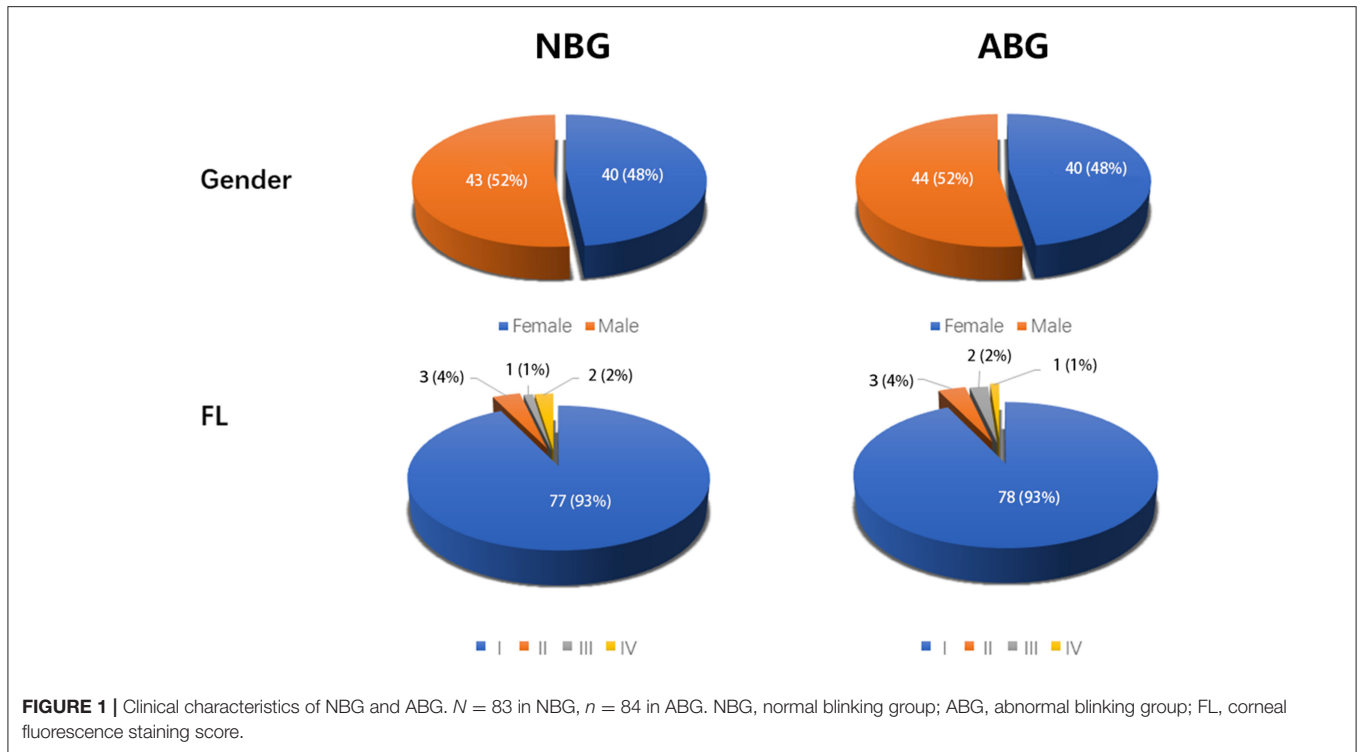 NBG
ABG
Gender
43 (52%)
40 (48%)
44 (52%)
40 (48%)
Female Male
Female Male
FL
3 (4%)
1 (1%)
2 (2%)
77 (93%)
3 (4%)
2 (2%)
1 (1%)
78 (93%)
I II III IV
I II III IV
FIGURE 1 | Clinical characteristics of NBG and ABG. N = 83 in NBG, n = 84 in ABG. NBG, normal blinking group; ABG, abnormal blinking group; FL, corneal
fluorescence staining score.